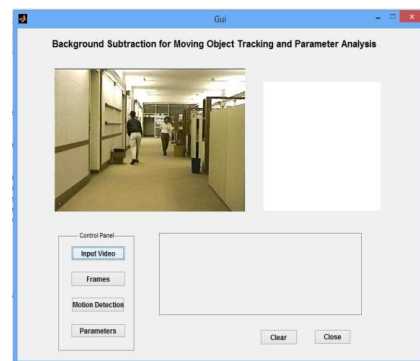 Gui
Background Subtraction for Moving Object Tracking and Parameter Analysis
Control Panel
Input Video
Frames
Motion Detection
Parameters
Clear
Close